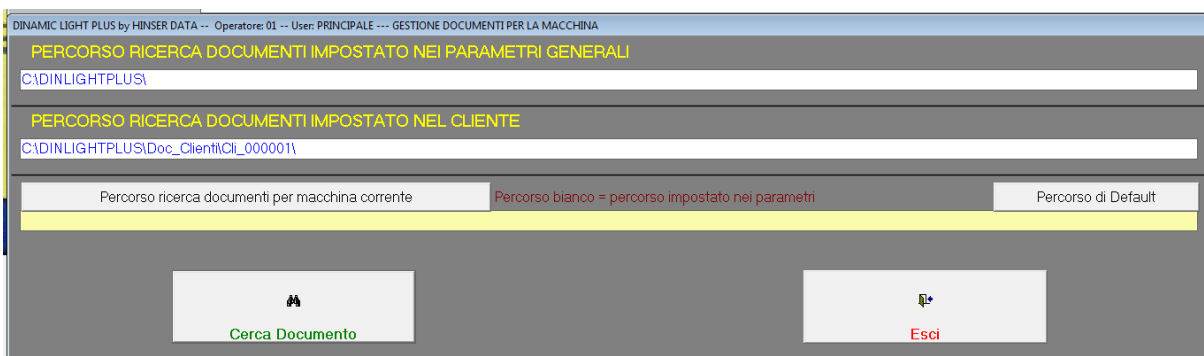 DINAMIC LIGHT PLUS by HINSER DATA -- Operatore: 01 -- User: PRINCIPALE --- GESTIONE DOCUMENTI PER LA MACCHINA
PERCORSO RICERCA DOCUMENTI IMPOSTATO NEI PARAMETRI GENERALI
C:\DINLIGHTPLUS\
PERCORSO RICERCA DOCUMENTI IMPOSTATO NEL CLIENTE
C:\DINLIGHTPLUS\Doc_Clienti\Cli_000001\
Percorso ricerca documenti per macchina corrente Percorso bianco = percorso impostato nei parametri Percorso di Default
Cerca Documento Esci